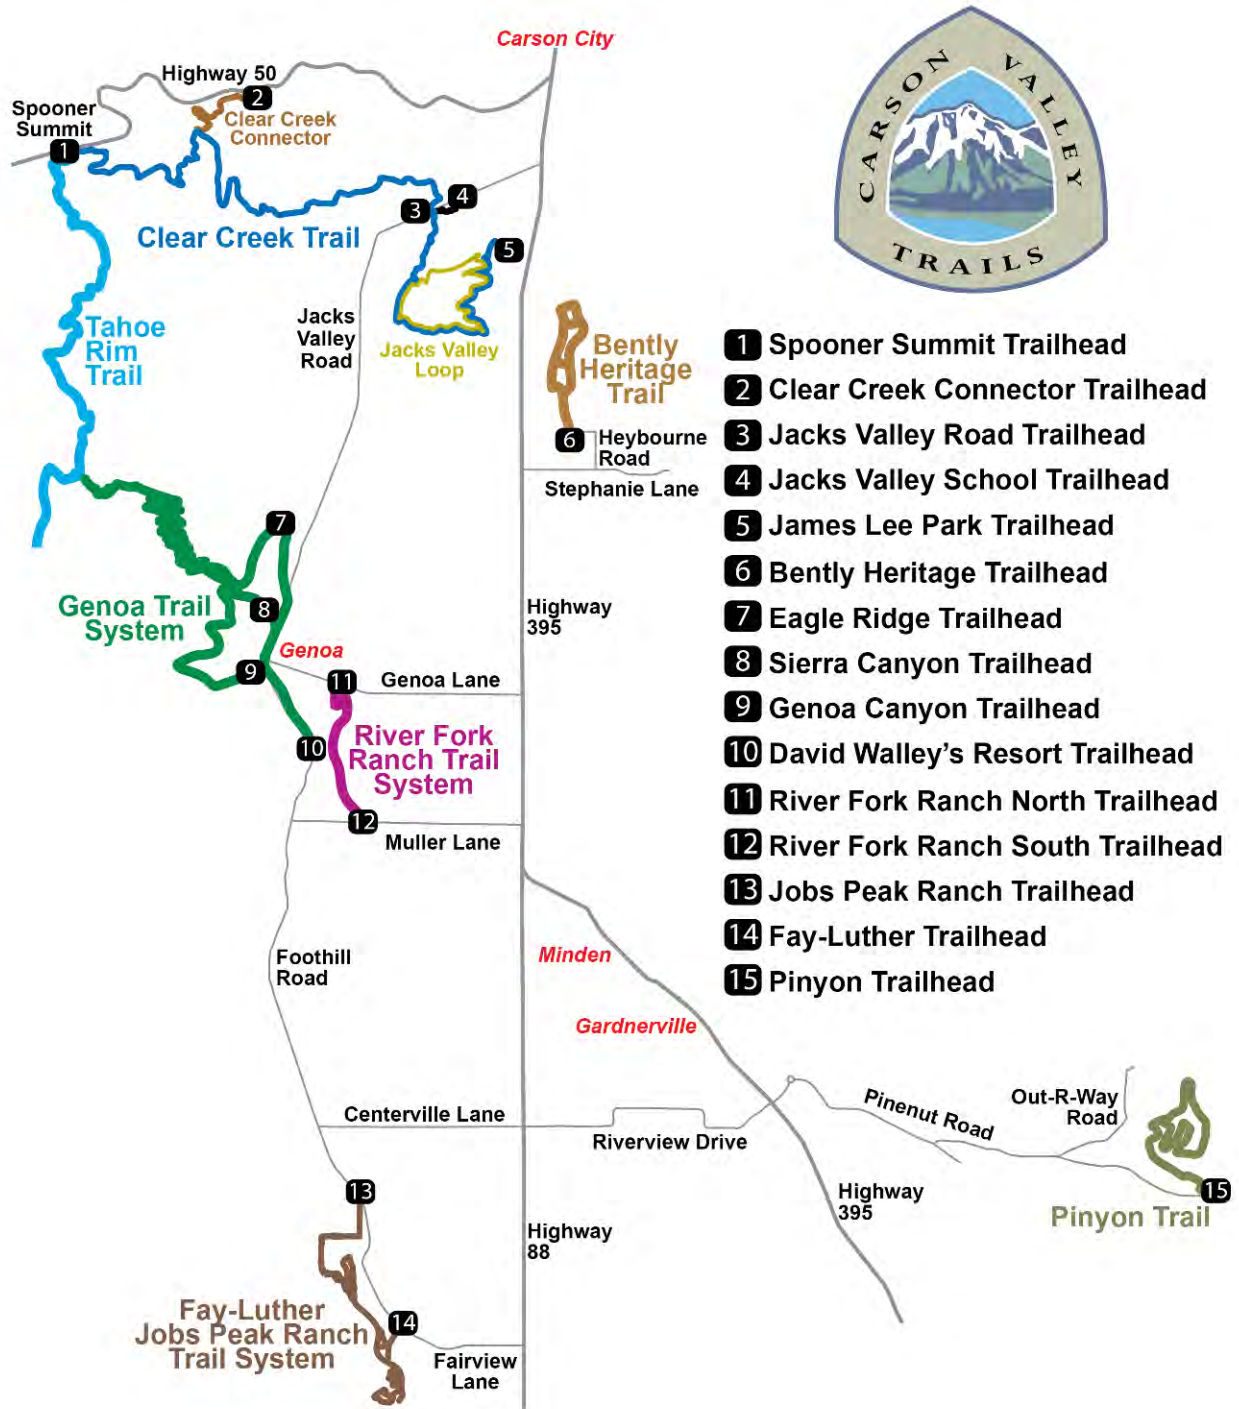 Carson City
Highway 50
2
Spooner
Summit
Clear Creek
Connector
1
4
3
Clear Creek Trail
5
Jacks
Valley
Road
Tahoe
Rim
Trail
Jacks Valley
Loop
Bently
Heritage
Trail
6
Heybourne
Road
Stephanie Lane
7
Genoa Trail
System
8
Highway
395
Genoa
9
11
Genoa Lane
10
River Fork
Ranch Trail
System
12
Muller Lane
Foothill
Road
Minden
Gardnerville
Centerville Lane
Riverview Drive
Pinenut Road
Out-R-Way
Road
13
15
Highway
395
Pinyon Trail
Highway
88
Fay-Luther
Jobs Peak Ranch
Trail System
14
Fairview
Lane
CARSON VALLEY
TRAILS
1 Spooner Summit Trailhead
2 Clear Creek Connector Trailhead
3 Jacks Valley Road Trailhead
4 Jacks Valley School Trailhead
5 James Lee Park Trailhead
6 Bently Heritage Trailhead
7 Eagle Ridge Trailhead
8 Sierra Canyon Trailhead
9 Genoa Canyon Trailhead
10 David Walley's Resort Trailhead
11 River Fork Ranch North Trailhead
12 River Fork Ranch South Trailhead
13 Jobs Peak Ranch Trailhead
14 Fay-Luther Trailhead
15 Pinyon Trailhead